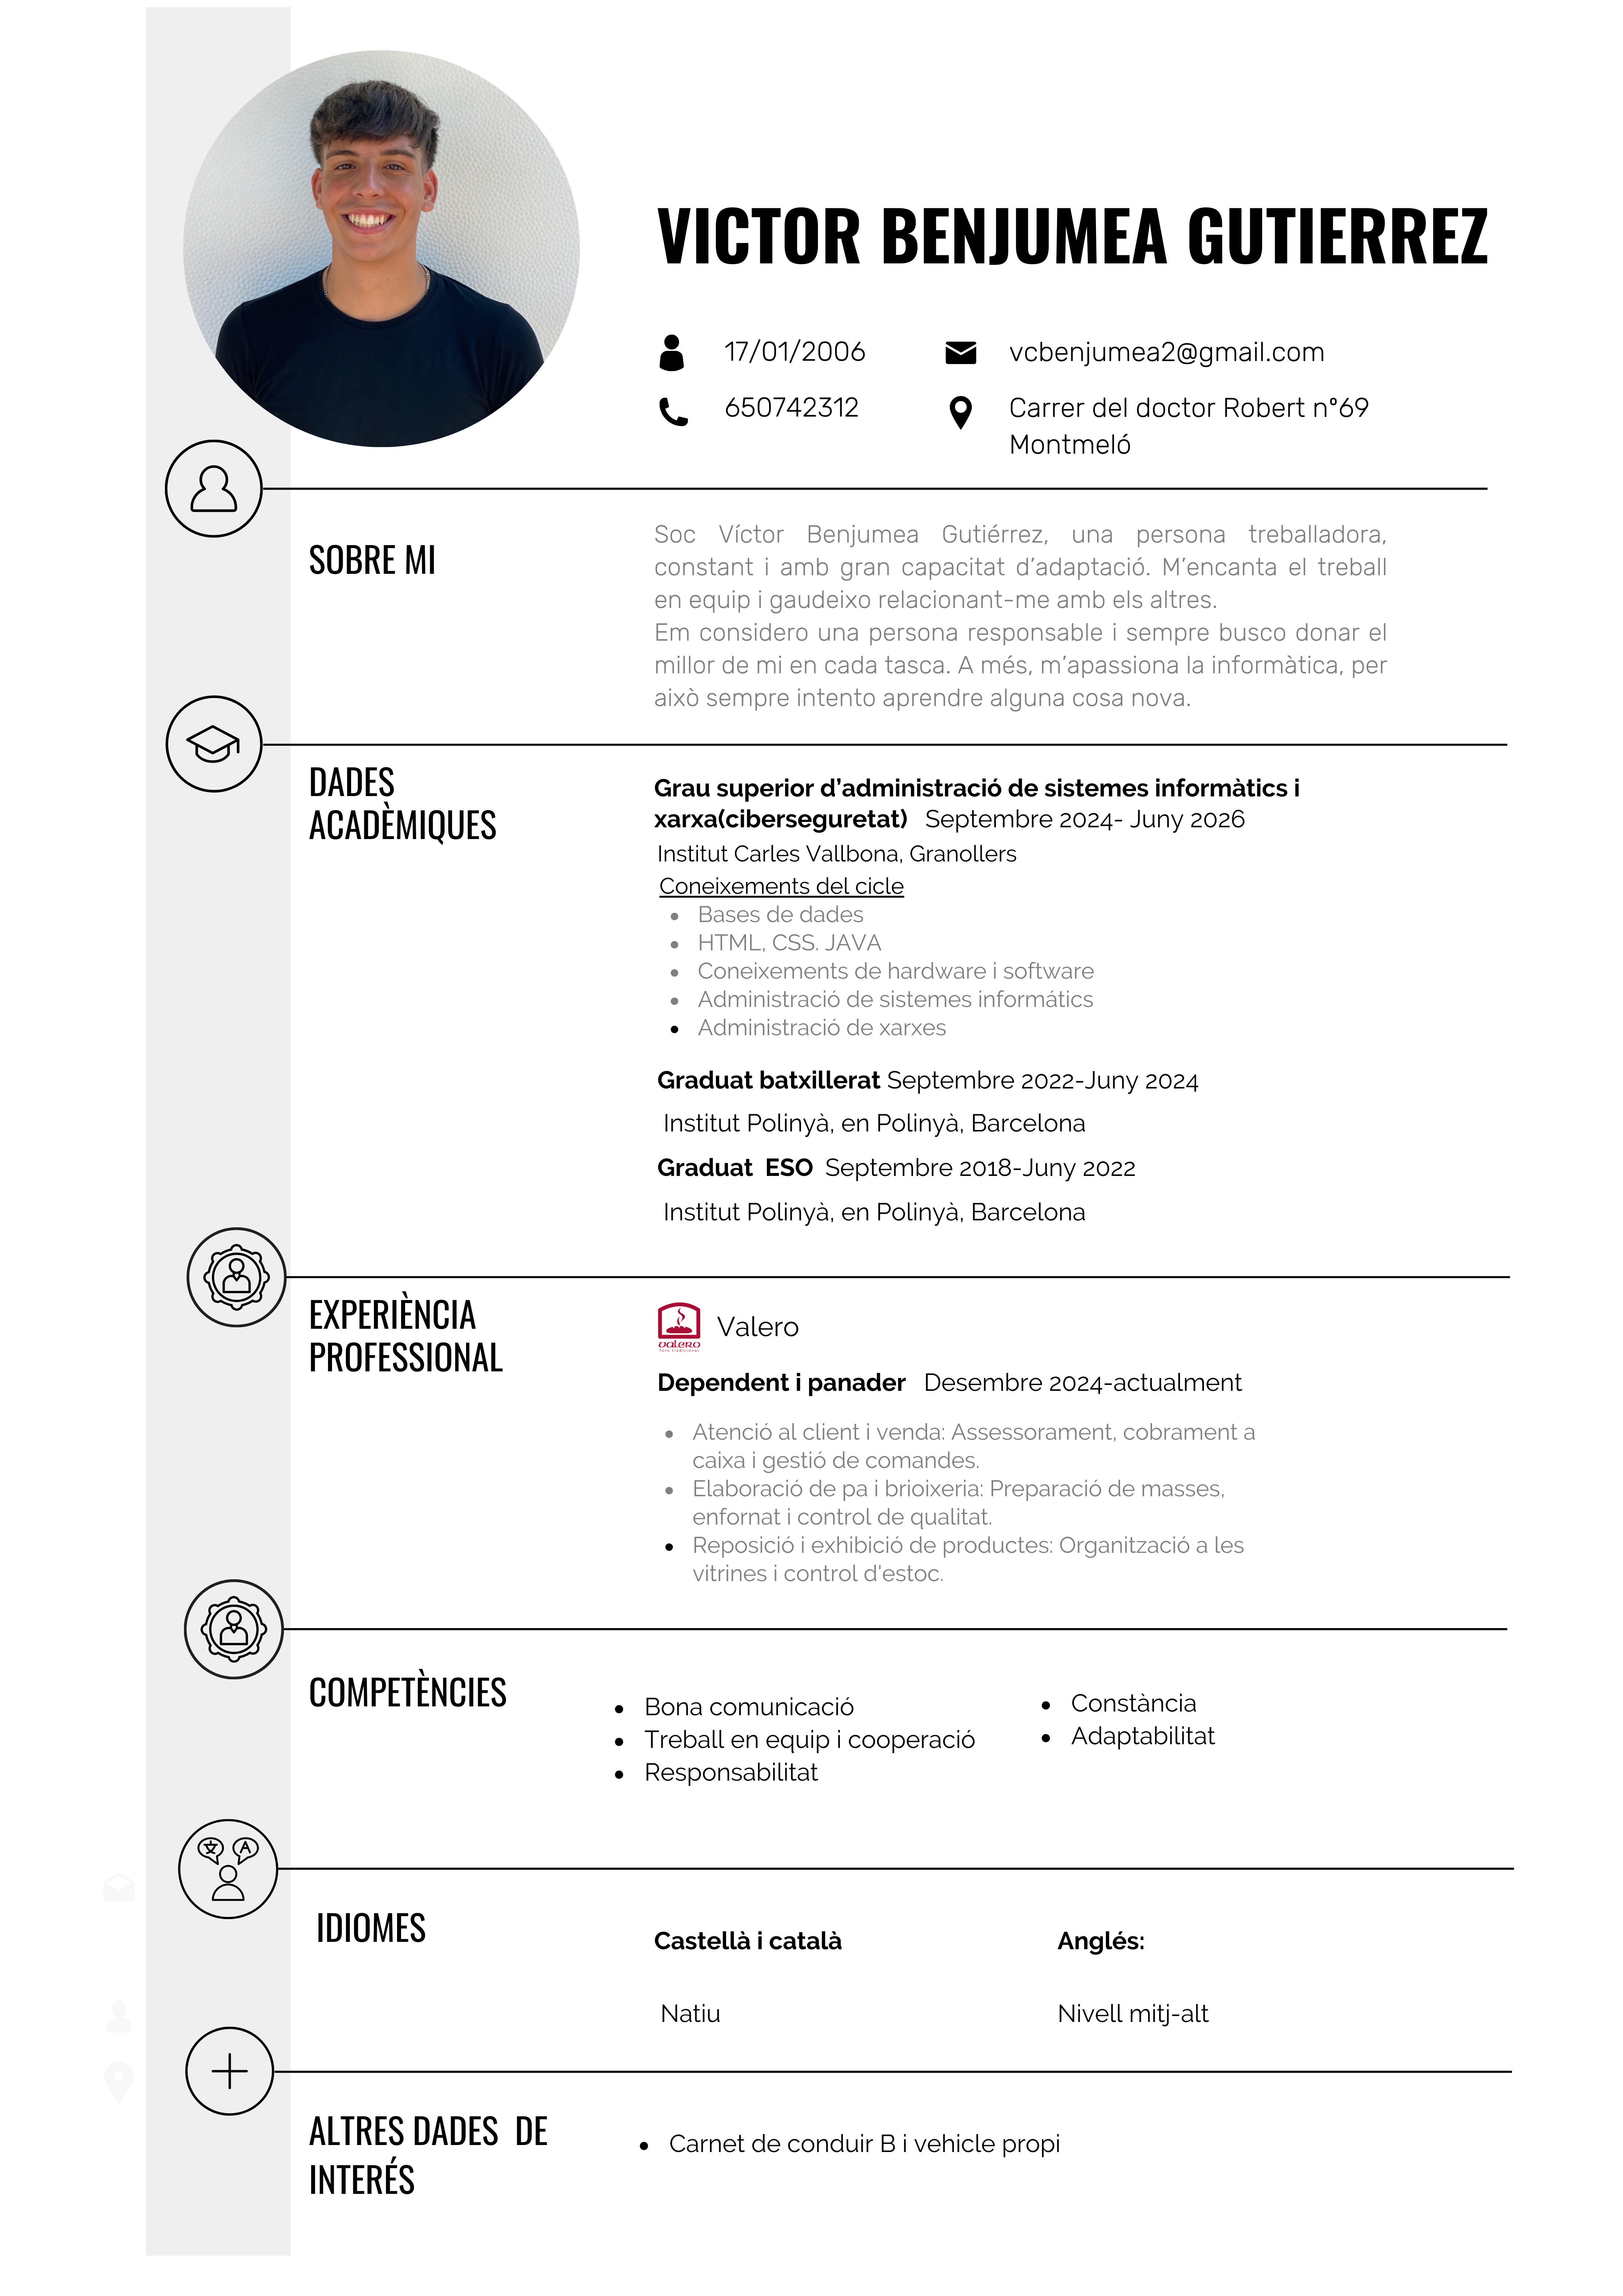 VICTOR BENJUMEA GUTIERREZ
17/01/2006
vcbenjumea2@gmail.com
650742312
Carrer del doctor Robert n°69
Montmeló
SOBRE MI
Soc Víctor Benjumea Gutiérrez, una persona treballadora,
constant i amb gran capacitat d'adaptació. M'encanta el treball
en equip i gaudeixo relacionant-me amb els altres.
Em considero una persona responsable i sempre busco donar el
millor de mi en cada tasca. A més, m'apassiona la informàtica, per
això sempre intento aprendre alguna cosa nova.
DADES
ACADÈMIQUES
Grau superior d'administració de sistemes informàtics i
xarxa(ciberseguretat) Septembre 2024- Juny 2026
Institut Carles Vallbona, Granollers
Coneixements del cicle
• Bases de dades
• HTML, CSS. JAVA
• Coneixements de hardware i software
• Administració de sistemes informátics
• Administració de xarxes
Graduat batxillerat Septembre 2022-Juny 2024
Institut Polinyà, en Polinyà, Barcelona
Graduat ESO Septembre 2018-Juny 2022
Institut Polinyà, en Polinyà, Barcelona
EXPERIÈNCIA
PROFESSIONAL
valero
forn tradicional
Valero
Dependent i panader Desembre 2024-actualment
• Atenció al client i venda: Assessorament, cobrament a
caixa i gestió de comandes.
• Elaboració de pa i brioixeria: Preparació de masses,
enfornat i control de qualitat.
• Reposició i exhibició de productes: Organització a les
vitrines i control d'estoc.
COMPETÈNCIES
• Bona comunicació
• Treball en equip i cooperació
• Responsabilitat
• Constància
• Adaptabilitat
文 A
IDIOMES
Castellà i català
Natiu
Anglés:
Nivell mitj-alt
ALTRES DADES DE
INTERÉS
• Carnet de conduir B i vehicle propi